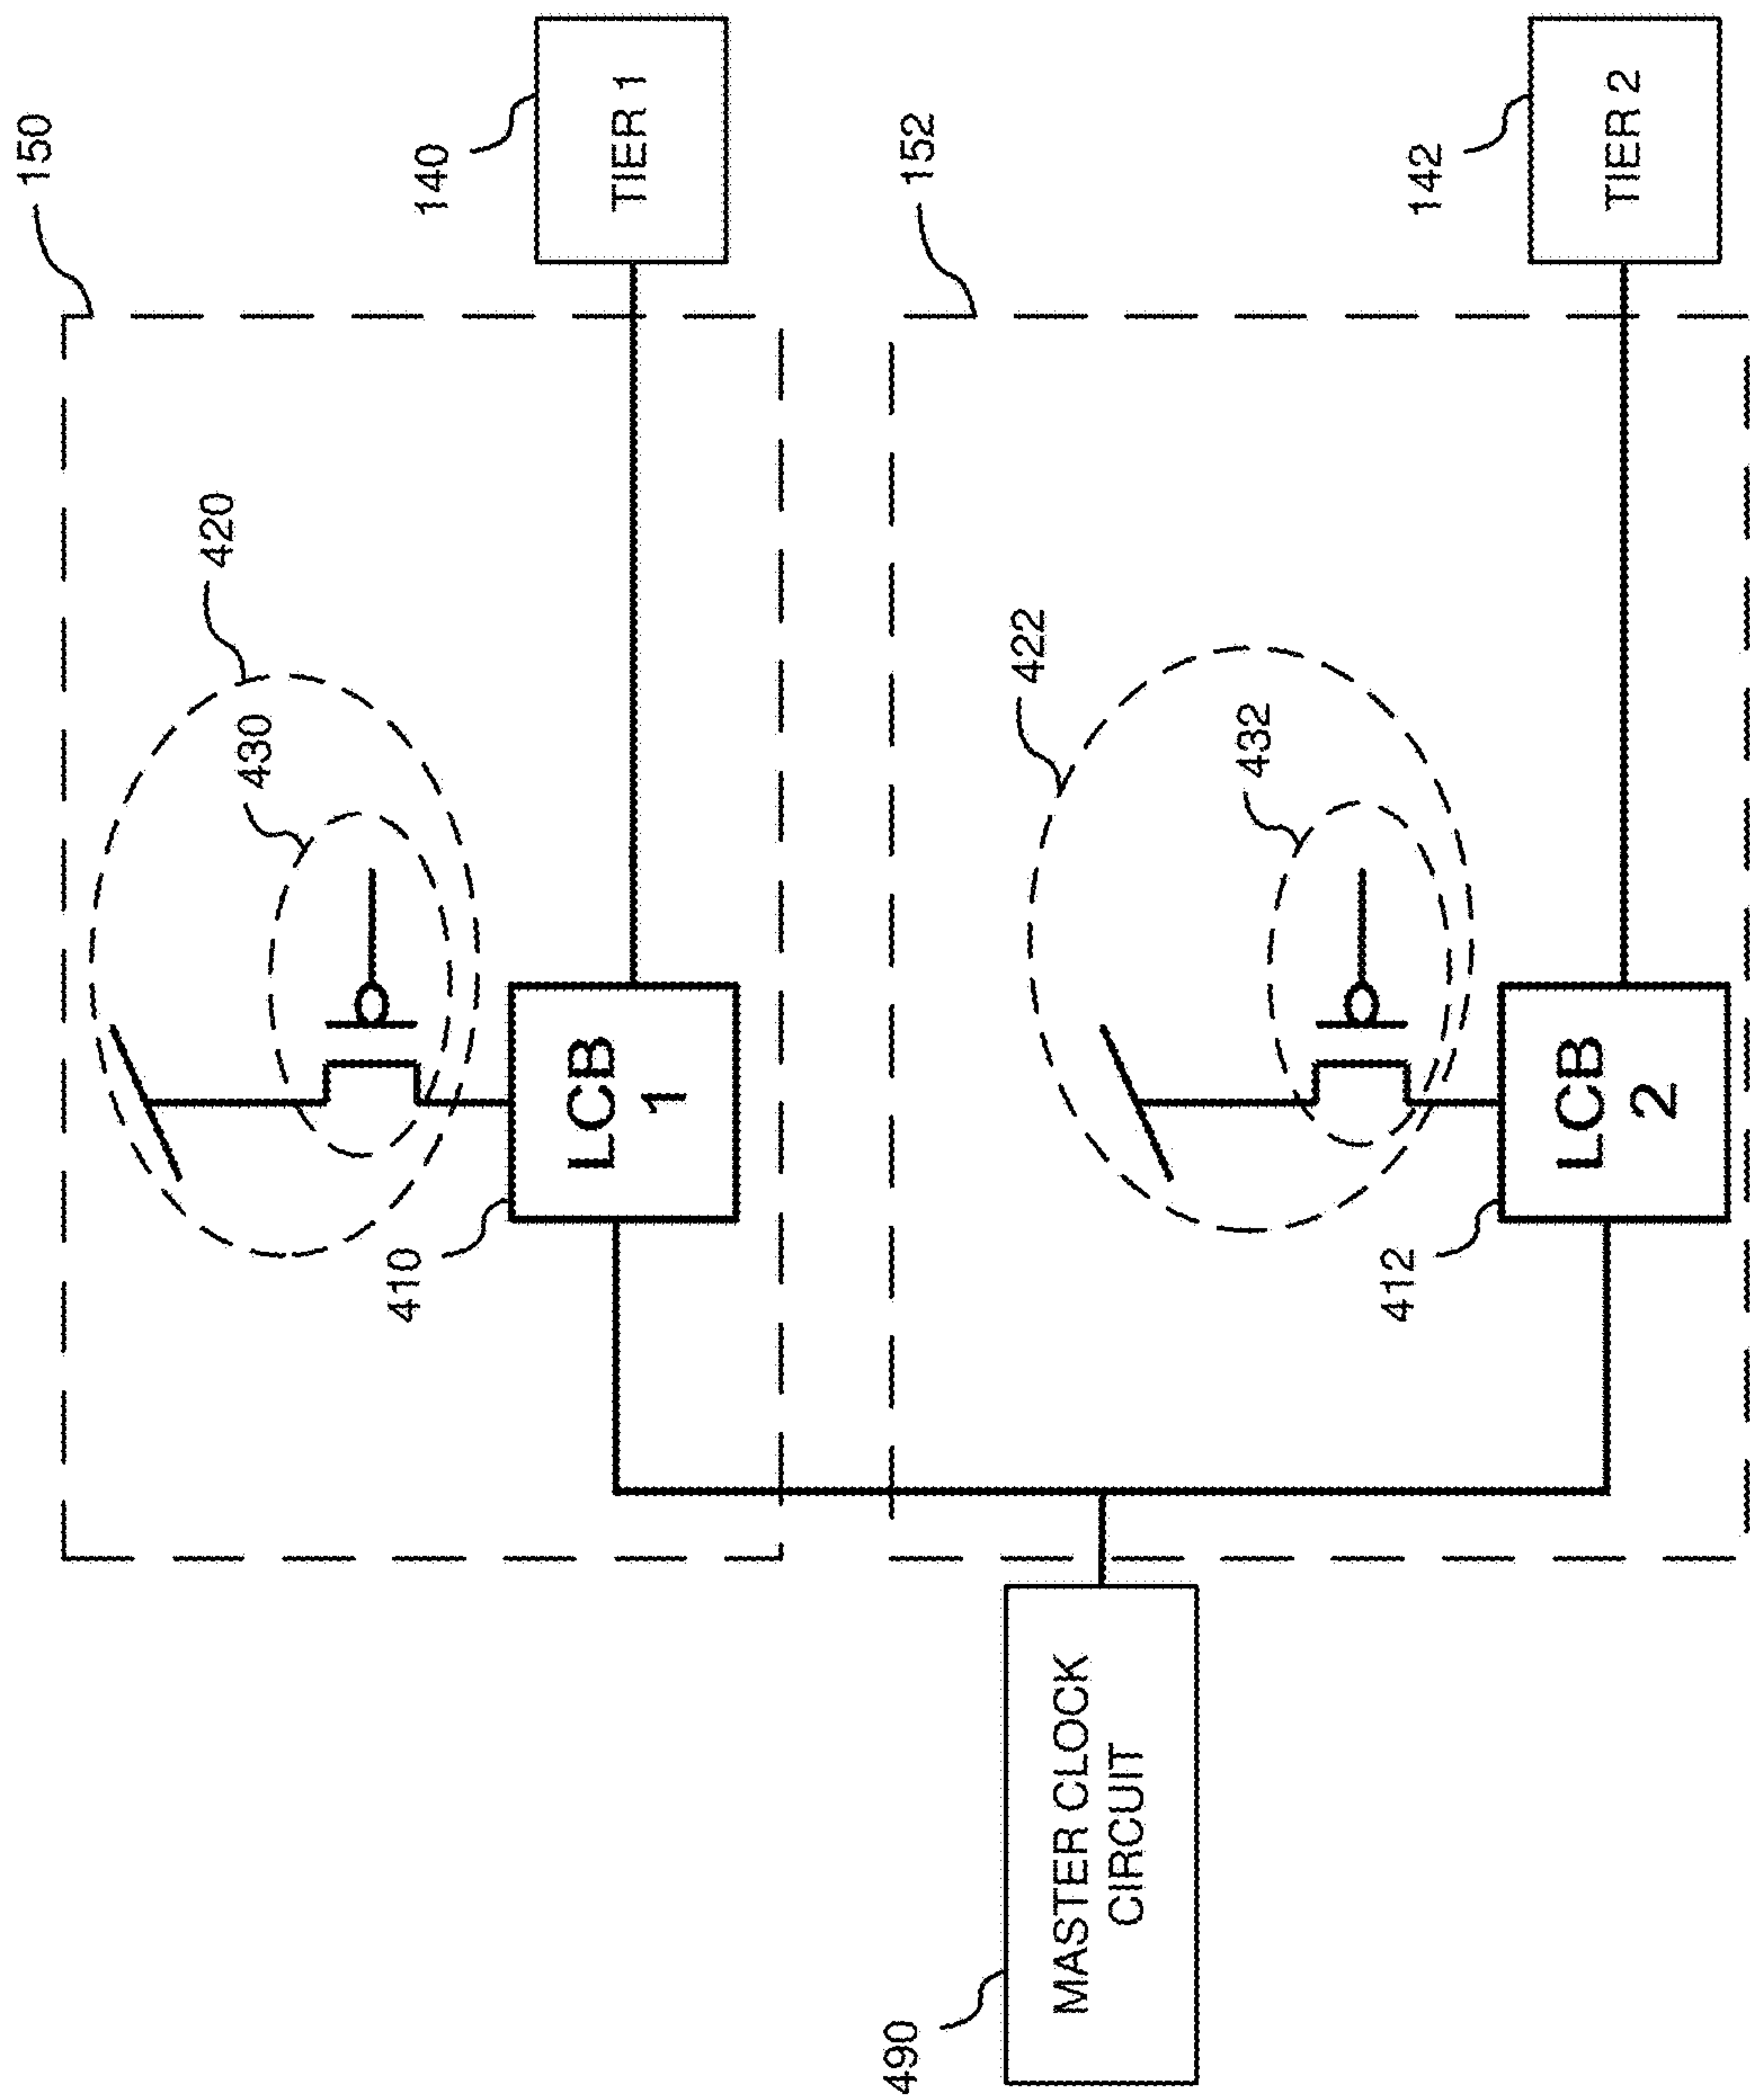 150
140
TIER 1
420
430
410
LCB
1
152
142
TIER 2
422
432
412
LCB
2
490
MASTER CLOCK
CIRCUIT